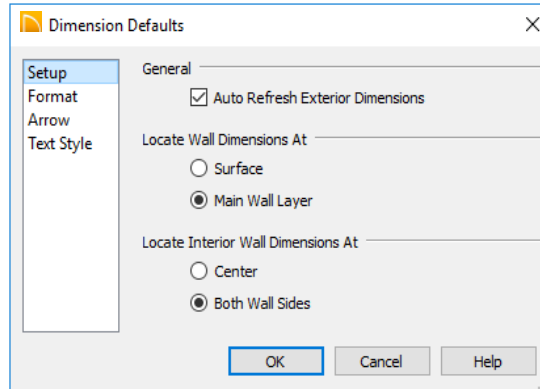 Dimension Defaults
Setup
Format
Arrow
Text Style
General
Auto Refresh Exterior Dimensions
Locate Wall Dimensions At
Surface
Main Wall Layer
Locate Interior Wall Dimensions At
Center
Both Wall Sides
OK
Cancel
Help